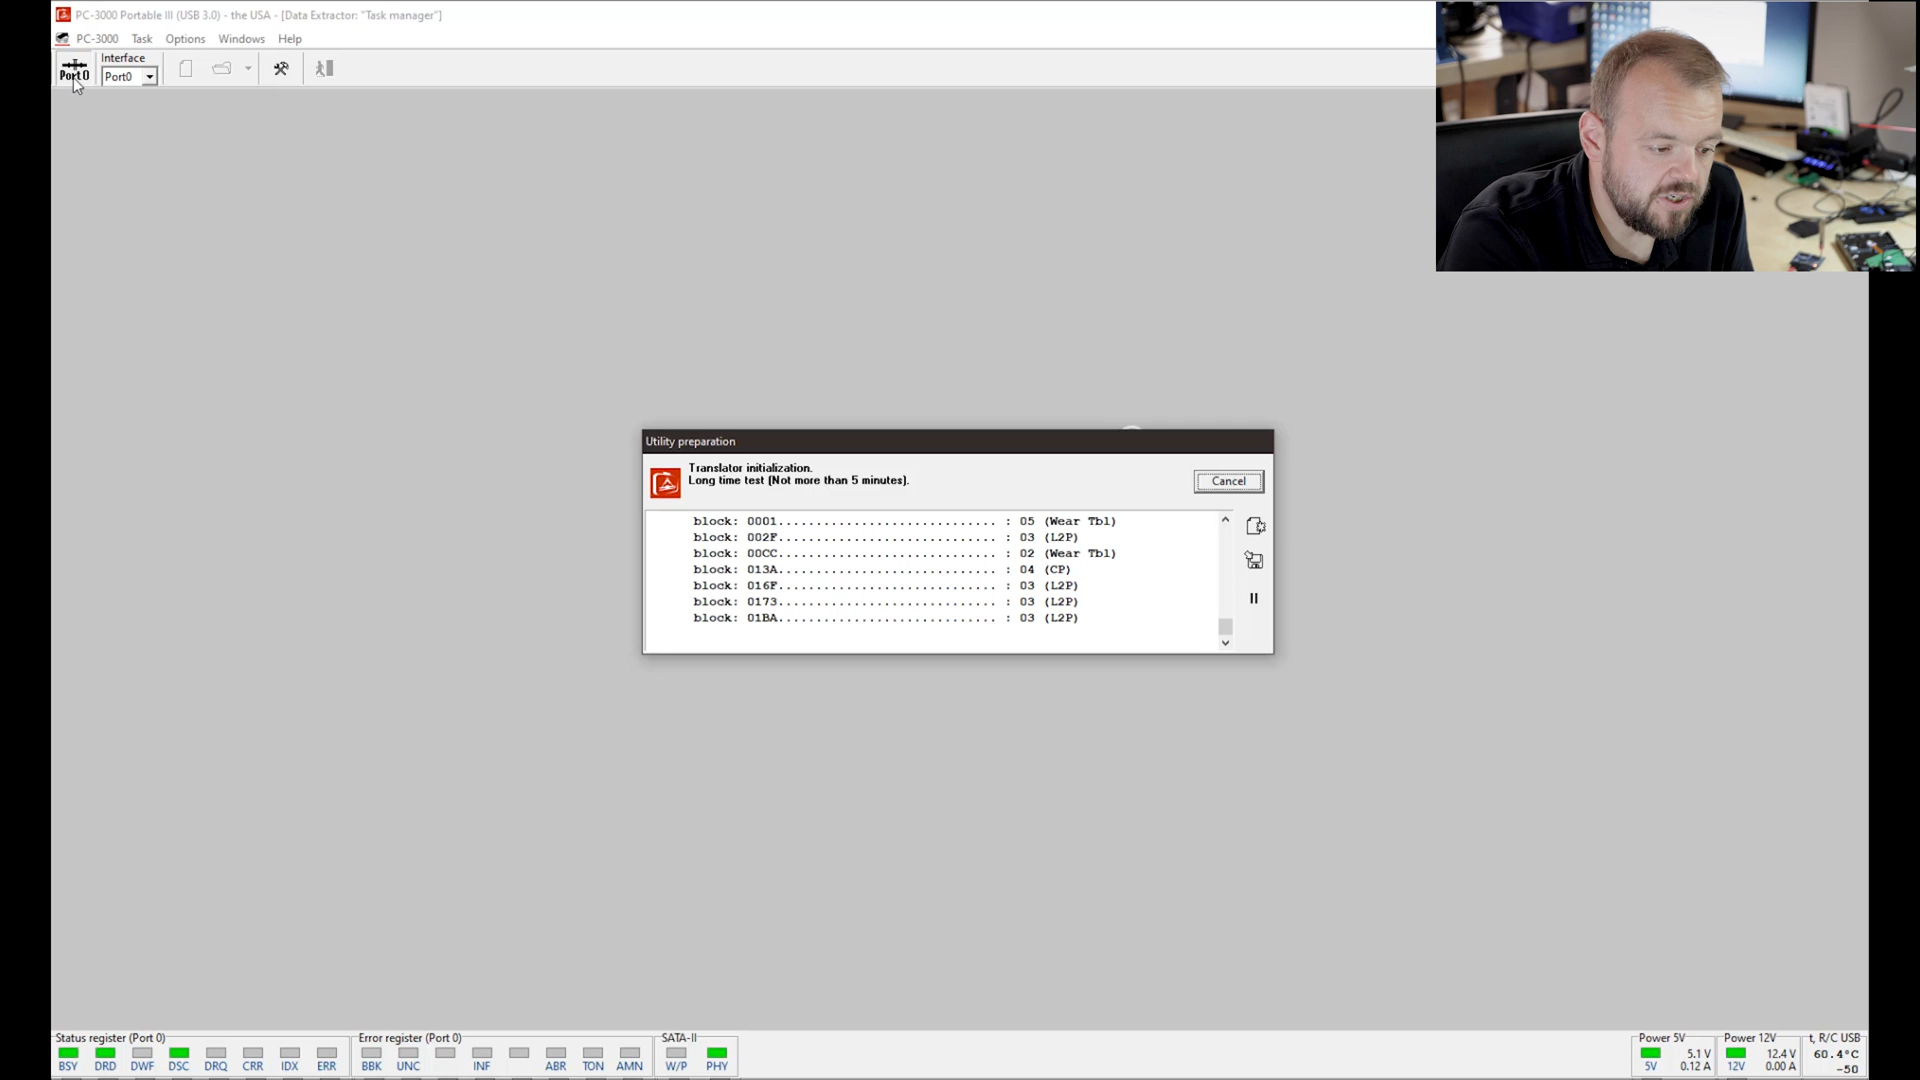 PC-3000 Portable III (USB 3.0) - the USA - [Data Extractor: "Task manager"]
PC-3000 Task Options Windows Help
Port0
Interface
Port0
Utility preparation
Translator initialization.
Long time test (Not more than 5 minutes).
Cancel
block: 0001............................ : 05 (Wear Tbl)
block: 002F............................ : 03 (L2P)
block: 00CC............................ : 02 (Wear Tbl)
block: 013A............................ : 04 (CP)
block: 016F............................ : 03 (L2P)
block: 0173............................ : 03 (L2P)
block: 01BA............................ : 03 (L2P)
Status register (Port 0)
BSY DRD DWF DSC DRQ CRR IDX ERR
Error register (Port 0)
BBK UNC INF ABR TON AMN
SATA-II
W/P PHY
Power 5V
5.1 V
5V 0.12 A
Power 12V
12.4 V
12V 0.00 A
t, R/C USB
60.4°C
-50